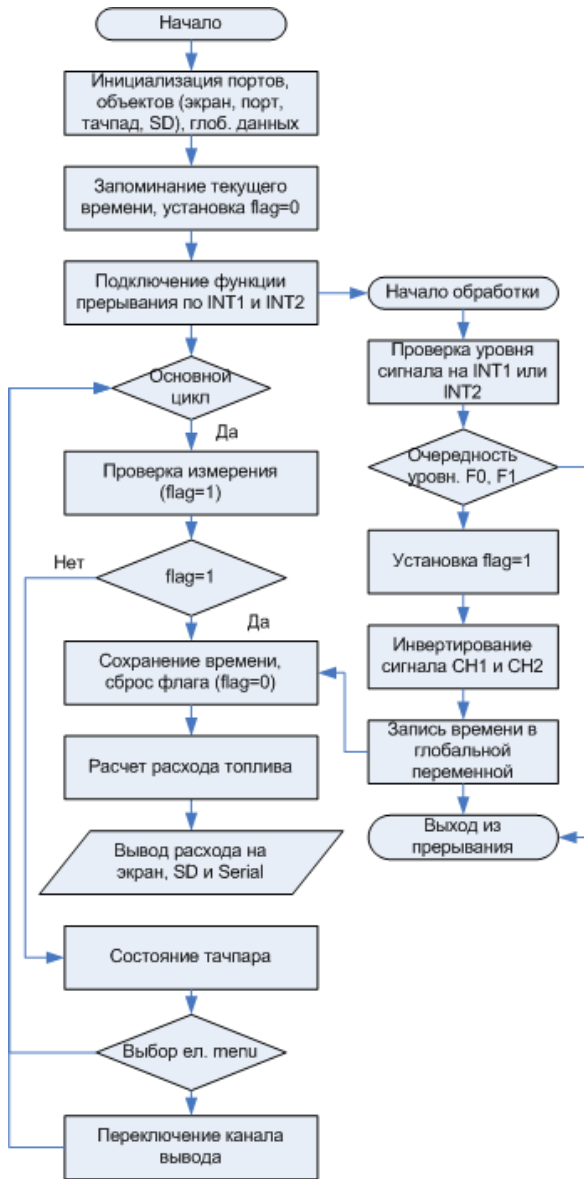 Начало
Инициализация портов,
объектов (экран, порт,
тачпад, SD), глоб. данных
Запоминание текущего
времени, установка flag=0
Подключение функции
прерывания по INT1 и INT2
Основной
цикл
Да
Проверка измерения
(flag=1)
Нет
flag=1
Да
Сохранение времени,
сброс флага (flag=0)
Расчет расхода топлива
Вывод расхода на
экран, SD и Serial
Состояние тачпара
Выбор ел. menu
Переключение канала
вывода
Начало обработки
Проверка уровня
сигнала на INT1 или
INT2
Очередность
уровн. F0, F1
Установка flag=1
Инвертирование
сигнала CH1 и CH2
Запись времени в
глобальной
переменной
Выход из
прерывания